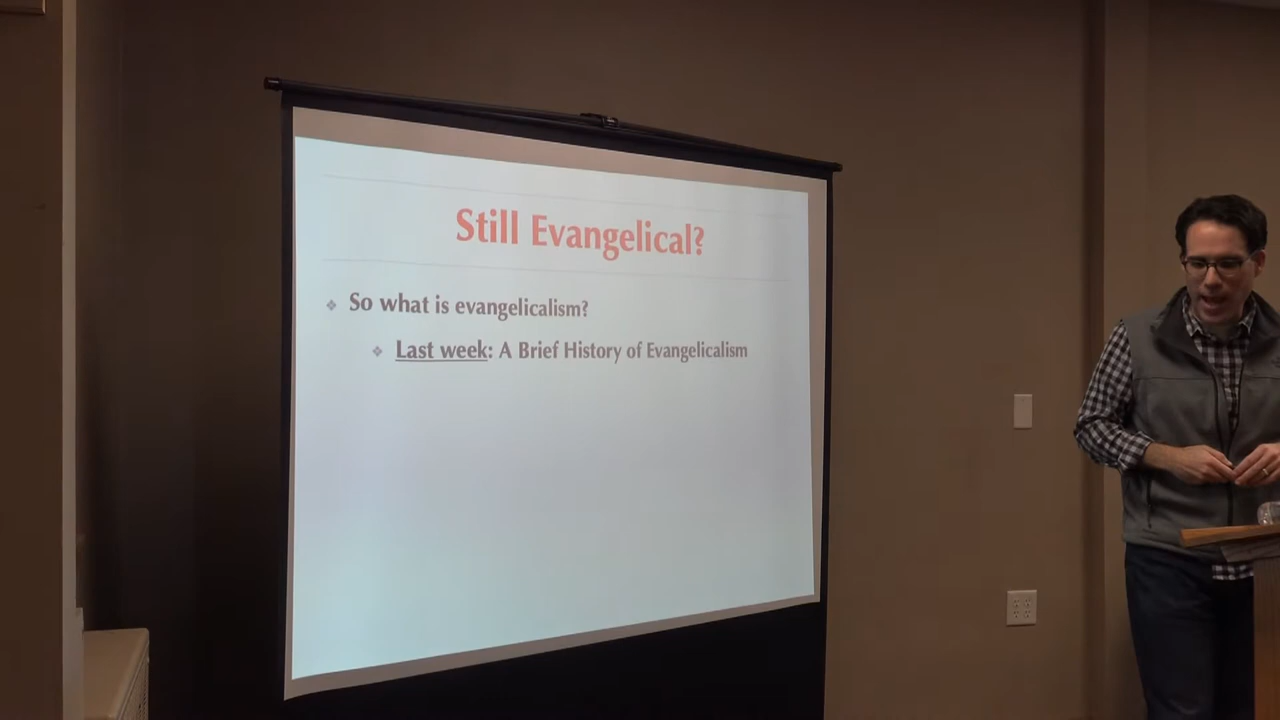 Still Evangelical?
So what is evangelicalism?
Last week: A Brief History of Evangelicalism